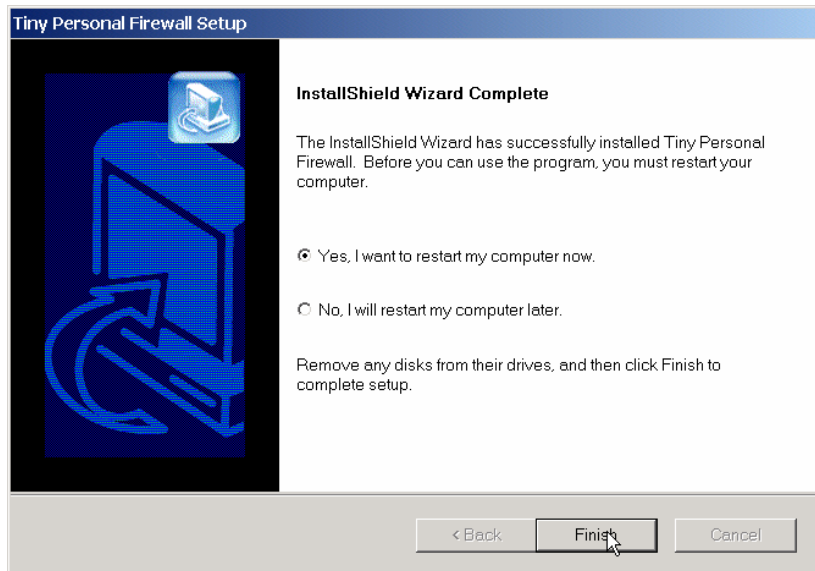 Tiny Personal Firewall Setup
InstallShield Wizard Complete
The InstallShield Wizard has successfully installed Tiny Personal
Firewall. Before you can use the program, you must restart your
computer.
Yes, I want to restart my computer now.
No, I will restart my computer later.
Remove any disks from their drives, and then click Finish to
complete setup.
< Back
Finish
Cancel